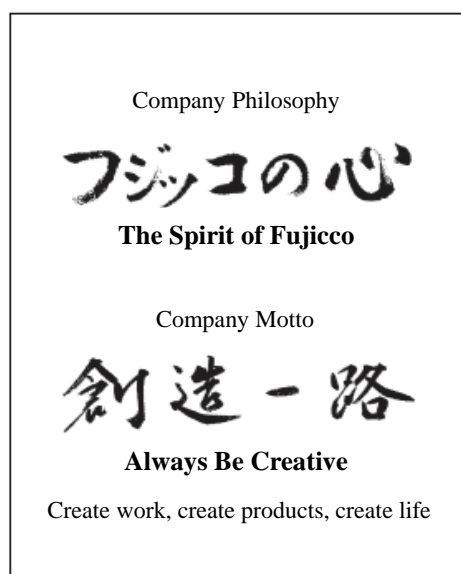 Company Philosophy
フジッコの心
The Spirit of Fujicco
Company Motto
創造一路
Always Be Creative
Create work, create products, create life